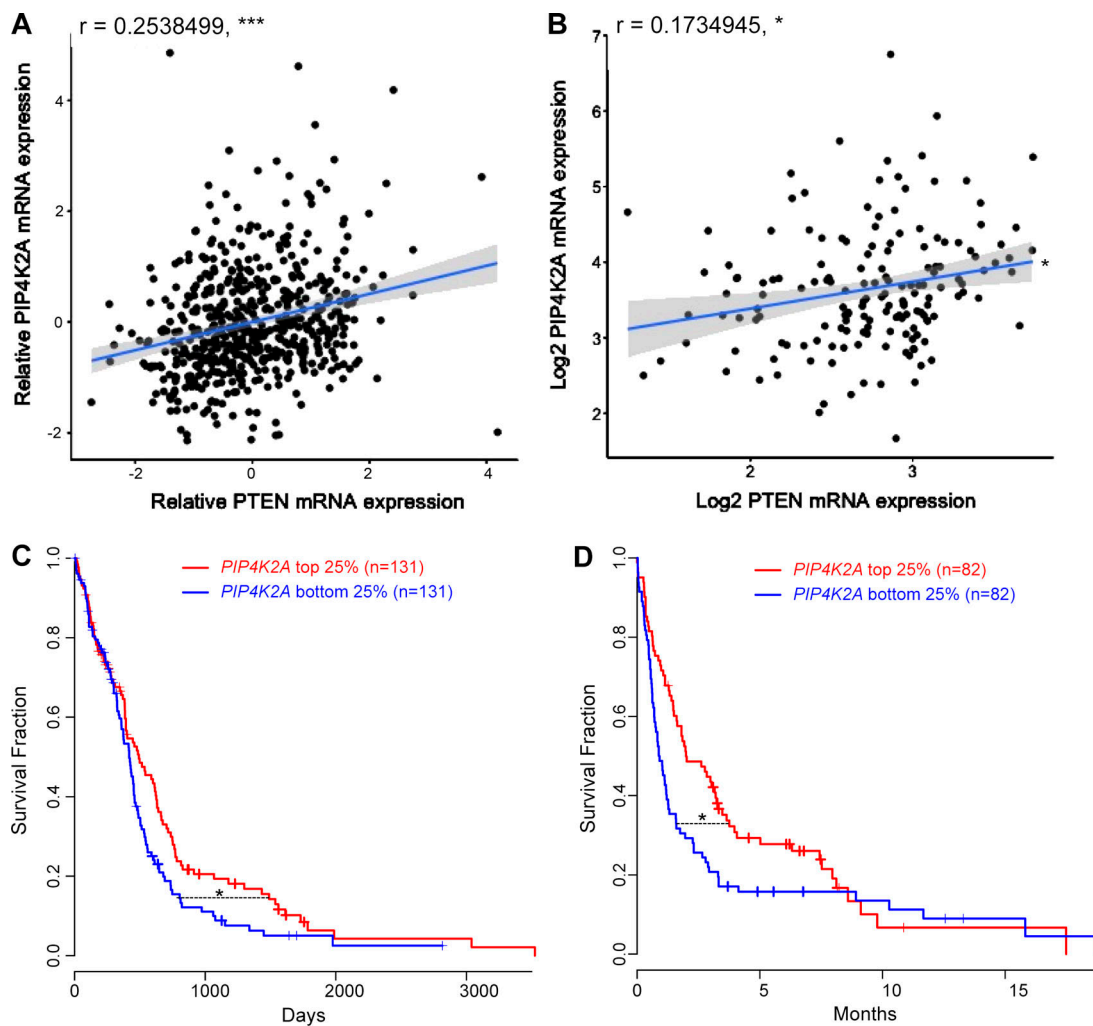 A
r = 0.2538499, ***
Relative PIP4K2A mRNA expression
4
2
0
-2
-2
0
2
4
Relative PTEN mRNA expression
B
r = 0.1734945, *
Log2 PIP4K2A mRNA expression
7
6
5
4
3
2
*
2
3
Log2 PTEN mRNA expression
C
PIP4K2A top 25% (n=131)
PIP4K2A bottom 25% (n=131)
Survival Fraction
1.0
0.8
0.6
0.4
0.2
0.0
*
0
1000
2000
3000
Days
D
PIP4K2A top 25% (n=82)
PIP4K2A bottom 25% (n=82)
Survival Fraction
1.0
0.8
0.6
0.4
0.2
0.0
*
0
5
10
15
Months